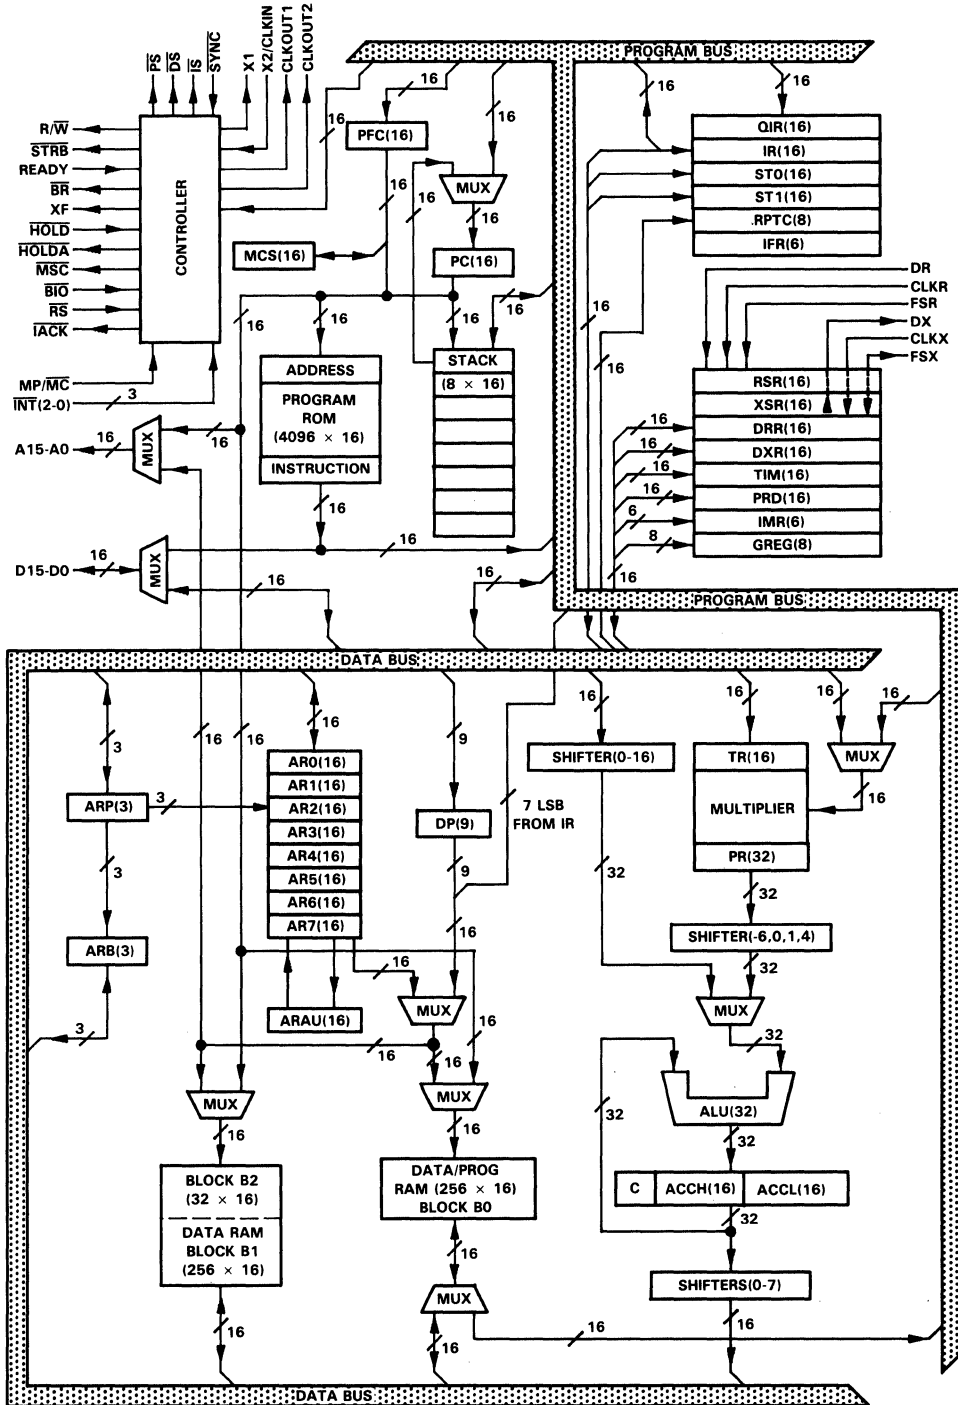 PS
DS
IS
SYNC
X1
X2/CLKIN
CLKOUT1
CLKOUT2
PROGRAM BUS
R/W
STRB
READY
BR
XF
HOLD
HOLDA
MSC
BIO
RS
IACK
MP/MC
INT(2-0)
3
CONTROLLER
16
16
PFC(16)
16
MUX
16
16
16
MCS(16)
PC(16)
16
16
16
16
16
16
QIR(16)
IR(16)
ST0(16)
ST1(16)
.RPTC(8)
IFR(6)
DR
CLKR
FSR
DX
CLKX
FSX
16
16
ADDRESS
PROGRAM
ROM
(4096 × 16)
INSTRUCTION
16
STACK
(8 × 16)
RSR(16)
XSR(16)
DRR(16)
DXR(16)
TIM(16)
PRD(16)
IMR(6)
GREG(8)
16
16
16
16
6
8
16
A15-A0
16
MUX
16
D15-D0
16
MUX
16
16
16
PROGRAM BUS
DATA BUS
3
16
16
16
9
16
16
16
16
SHIFTER(0-16)
TR(16)
MULTIPLIER
PR(32)
MUX
16
ARP(3)
3
AR0(16)
AR1(16)
AR2(16)
AR3(16)
AR4(16)
AR5(16)
AR6(16)
AR7(16)
DP(9)
7 LSB
FROM IR
3
9
32
32
16
SHIFTER(-6,0,1,4)
ARB(3)
16
32
ARAU(16)
MUX
MUX
3
16
16
16
32
32
MUX
MUX
ALU(32)
16
16
32
BLOCK B2
(32 × 16)
DATA RAM
BLOCK B1
(256 × 16)
DATA/PROG
RAM (256 × 16)
BLOCK B0
C
ACCH(16)
ACCL(16)
32
16
SHIFTERS(0-7)
MUX
16
16
16
16
DATA BUS